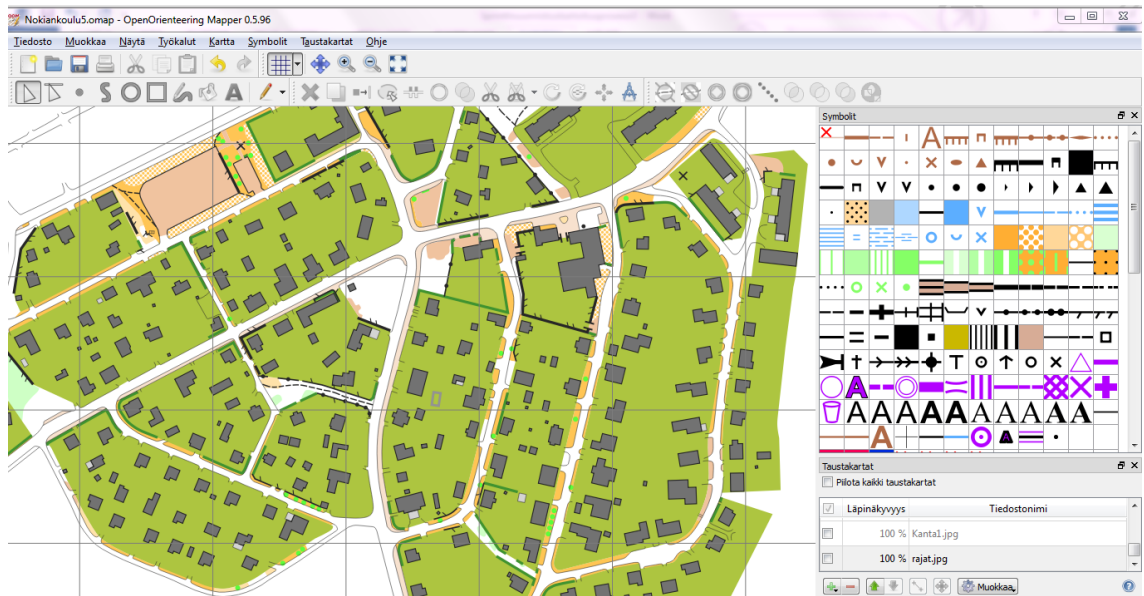 Nokiankoulu5.omap - OpenOrienteering Mapper 0.5.96
Tiedosto Muokkaa Näytä Työkalut Kartta Symbolit Taustakartat Ohje
Symbolit
Taustakartat
Piilota kaikki taustakartat
Läpinäkyvyys Tiedostonimi
100 % Kanta1.jpg
100 % rajat.jpg
Muokkaa